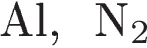 Al, N₂